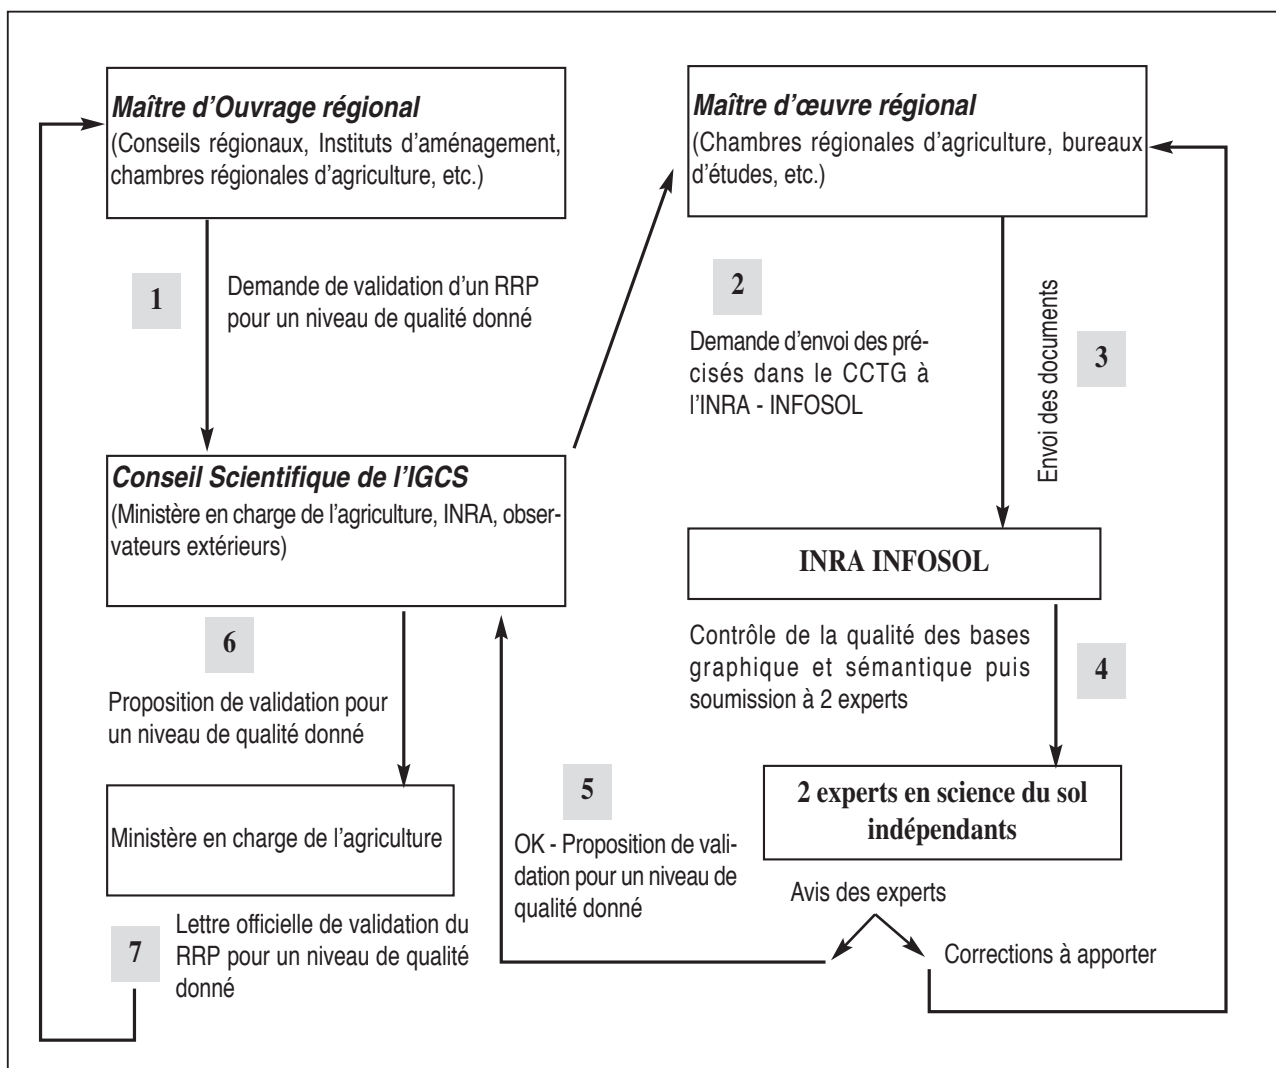 Maître d'Ouvrage régional
(Conseils régionaux, Instituts d'aménagement,
chambres régionales d'agriculture, etc.)
Maître d'œuvre régional
(Chambres régionales d'agriculture, bureaux
d'études, etc.)
1
Demande de validation d'un RRP
pour un niveau de qualité donné
2
Demande d'envoi des pré-
cisés dans le CCTG à
l'INRA - INFOSOL
3
Envoi des documents
Conseil Scientifique de l'IGCS
(Ministère en charge de l'agriculture, INRA, obser-
vateurs extérieurs)
INRA INFOSOL
Contrôle de la qualité des bases
graphique et sémantique puis
soumission à 2 experts
4
2 experts en science du sol
indépendants
Avis des experts
Corrections à apporter
5
OK - Proposition de vali-
dation pour un niveau de
qualité donné
6
Proposition de validation pour
un niveau de qualité donné
Ministère en charge de l'agriculture
7
Lettre officielle de validation du
RRP pour un niveau de qualité
donné